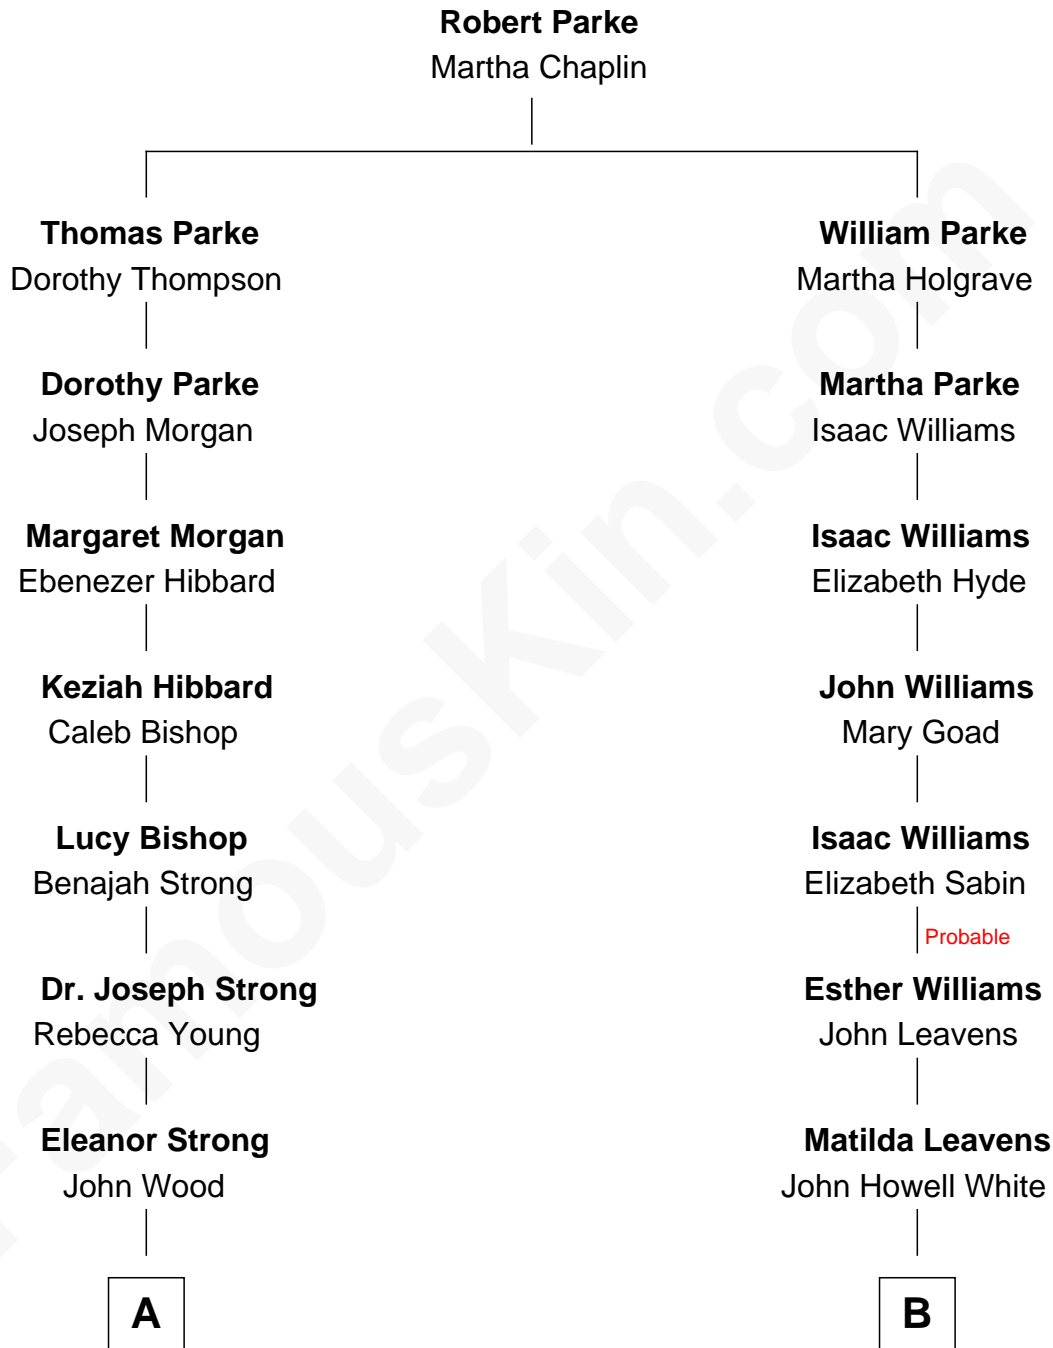 Robert Parke
Martha Chaplin
Thomas Parke
Dorothy Thompson
William Parke
Martha Holgrave
Dorothy Parke
Joseph Morgan
Martha Parke
Isaac Williams
Margaret Morgan
Ebenezer Hibbard
Isaac Williams
Elizabeth Hyde
Keziah Hibbard
Caleb Bishop
John Williams
Mary Goad
Lucy Bishop
Benajah Strong
Isaac Williams
Elizabeth Sabin
Probable
Dr. Joseph Strong
Rebecca Young
Esther Williams
John Leavens
Eleanor Strong
John Wood
Matilda Leavens
John Howell White
A
B
FamousKin.com